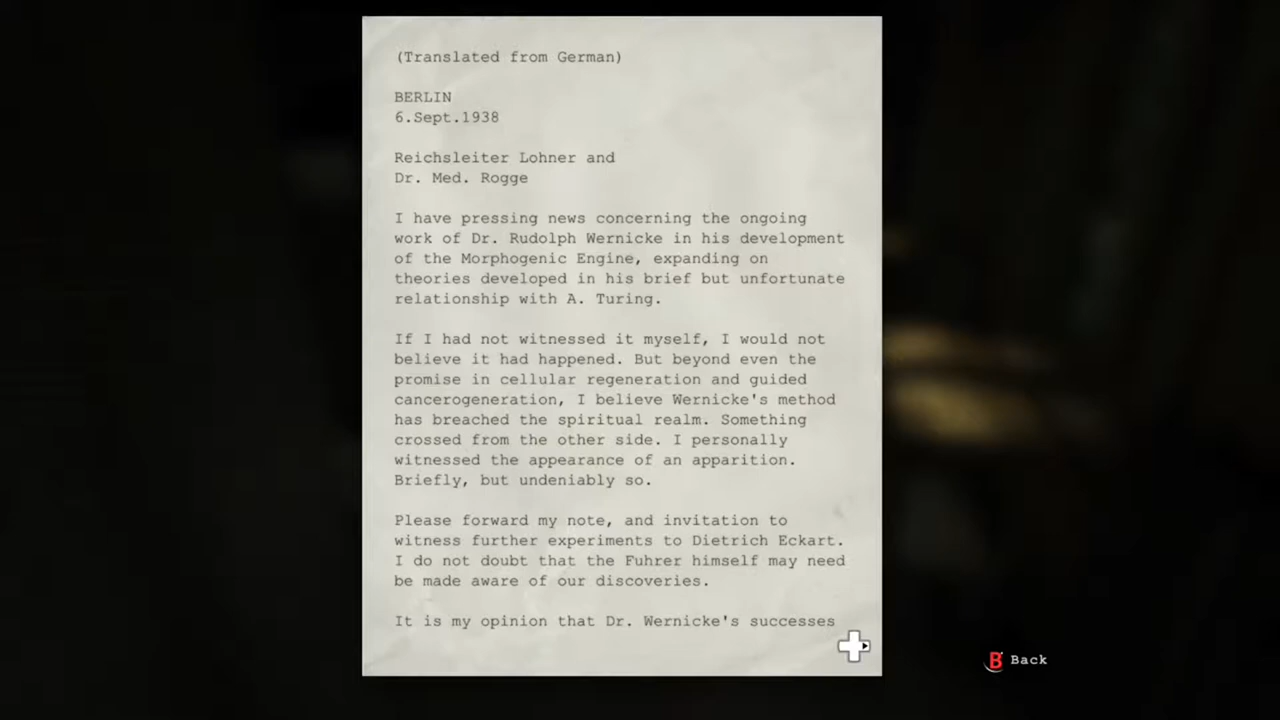 (Translated from German)
BERLIN
6.Sept.1938
Reichsleiter Lohner and
Dr. Med. Rogge
I have pressing news concerning the ongoing
work of Dr. Rudolph Wernicke in his development
of the Morphogenic Engine, expanding on
theories developed in his brief but unfortunate
relationship with A. Turing.
If I had not witnessed it myself, I would not
believe it had happened. But beyond even the
promise in cellular regeneration and guided
cancerogeneration, I believe Wernicke's method
has breached the spiritual realm. Something
crossed from the other side. I personally
witnessed the appearance of an apparition.
Briefly, but undeniably so.
Please forward my note, and invitation to
witness further experiments to Dietrich Eckart.
I do not doubt that the Fuhrer himself may need
be made aware of our discoveries.
It is my opinion that Dr. Wernicke's successes
B Back